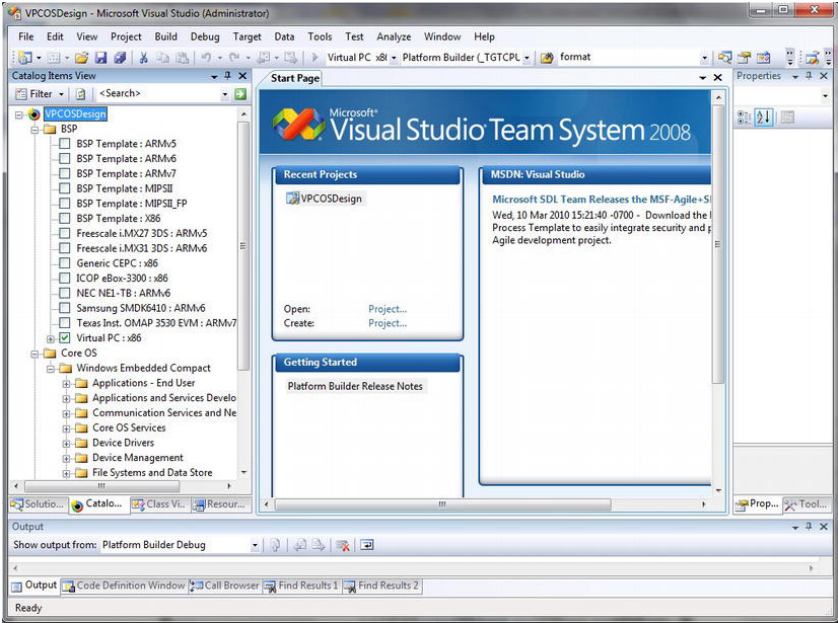 VPCOSDesign - Microsoft Visual Studio (Administrator)
File Edit View Project Build Debug Target Data Tools Test Analyze Window Help
Virtual PC x86 Platform Builder (_TGTCPU format
Catalog Items View
Filter <Search>
VPCOSDesign
BSP
BSP Template : ARMv5
BSP Template : ARMv6
BSP Template : ARMv7
BSP Template : MIPSII
BSP Template : MIPSII_FP
BSP Template : X86
Freescale i.MX27 3DS : ARMv5
Freescale i.MX31 3DS : ARMv6
Generic CEPC : x86
ICOP eBox-3300 : x86
NEC NE1-TB : ARMv6
Samsung SMDK6410 : ARMv6
Texas Inst. OMAP 3530 EVM : ARMv7
Virtual PC : x86
Core OS
Windows Embedded Compact
Applications - End User
Applications and Services Develo
Communication Services and Ne
Core OS Services
Device Drivers
Device Management
File Systems and Data Store
Solutio... Catalo... Class Vi... Resour...
Start Page
Microsoft®
Visual Studio Team System 2008
Recent Projects
VPCOSDesign
Open: Project...
Create: Project...
Getting Started
Platform Builder Release Notes
MSDN: Visual Studio
Microsoft SDL Team Releases the MSF-Agile+S
Wed, 10 Mar 2010 15:21:40 -0700 - Download the
Process Template to easily integrate security and p
Agile development project.
Properties
Prop... Tool...
Output
Show output from: Platform Builder Debug
Output Code Definition Window Call Browser Find Results 1 Find Results 2
Ready